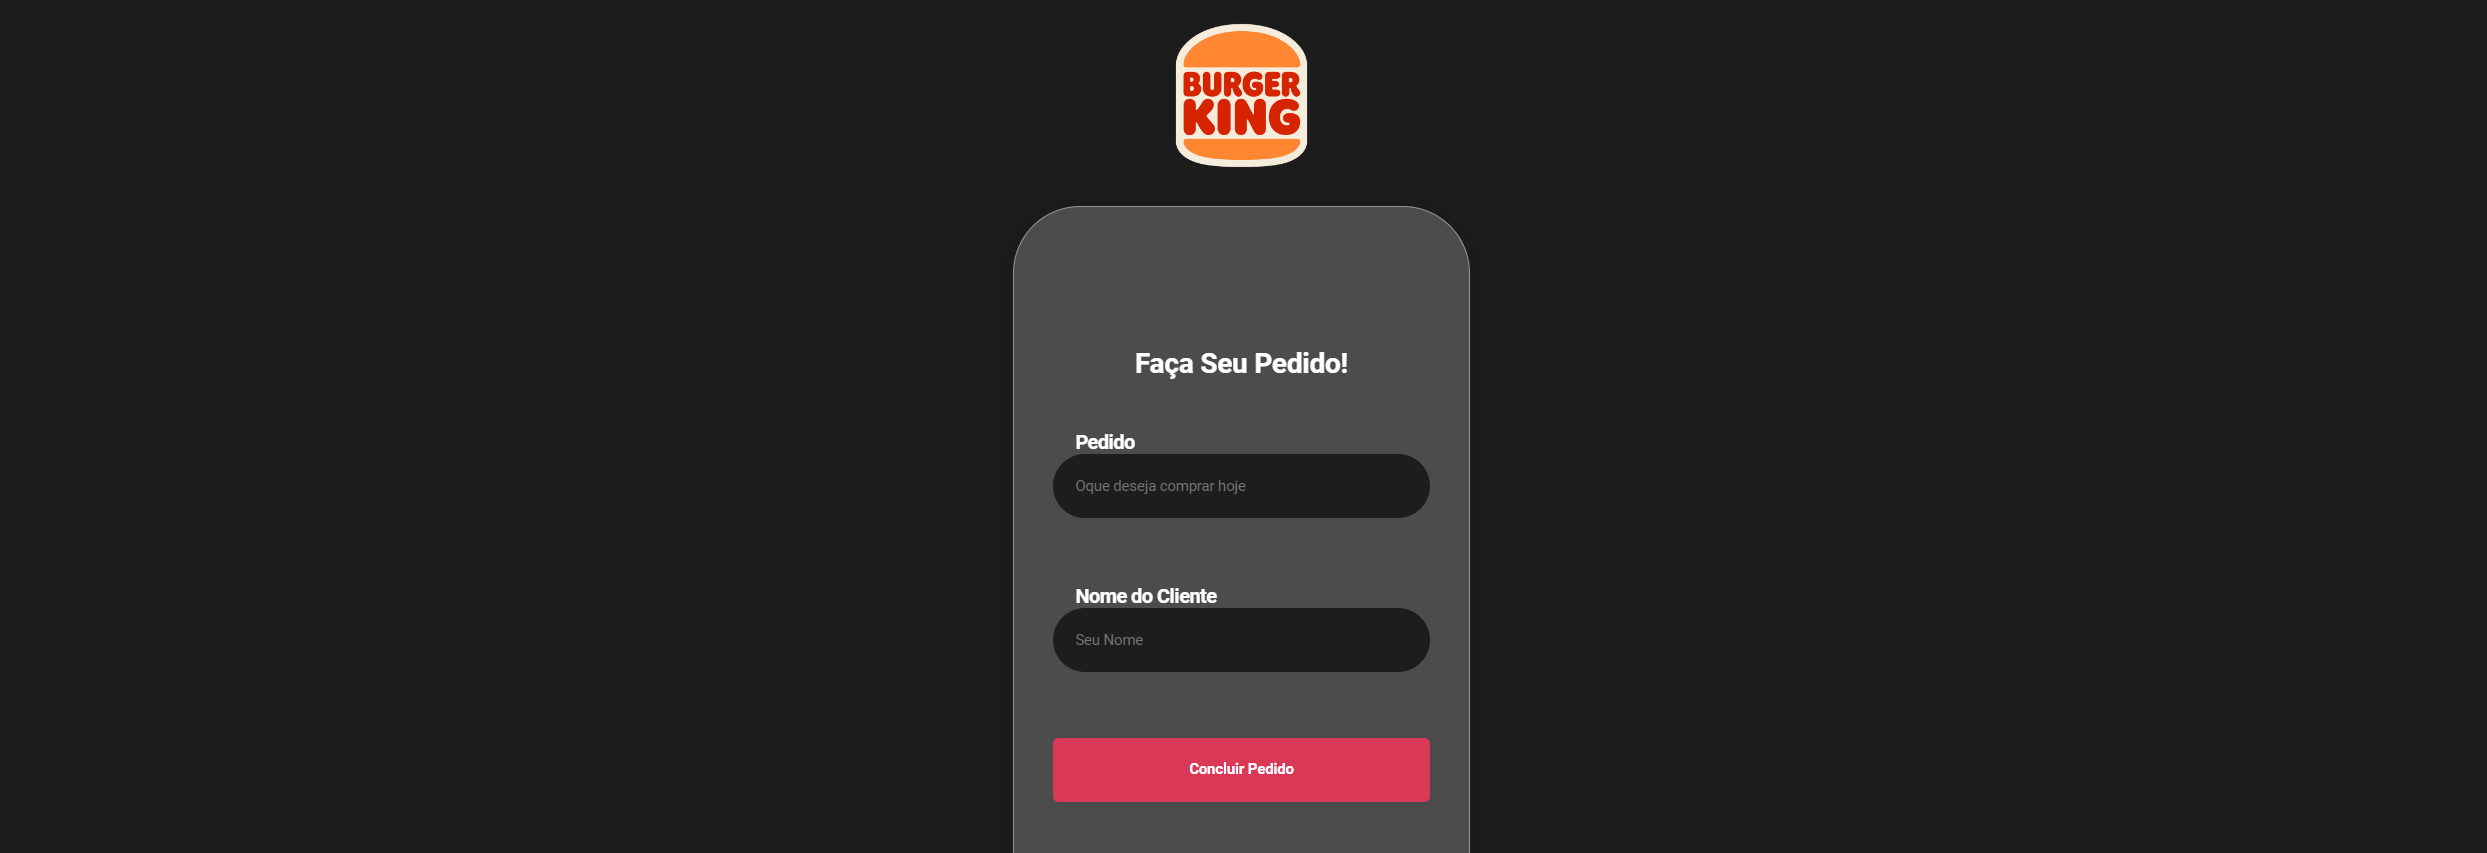 BURGER
KING
Faça Seu Pedido!
Pedido
Oque deseja comprar hoje
Nome do Cliente
Seu Nome
Concluir Pedido